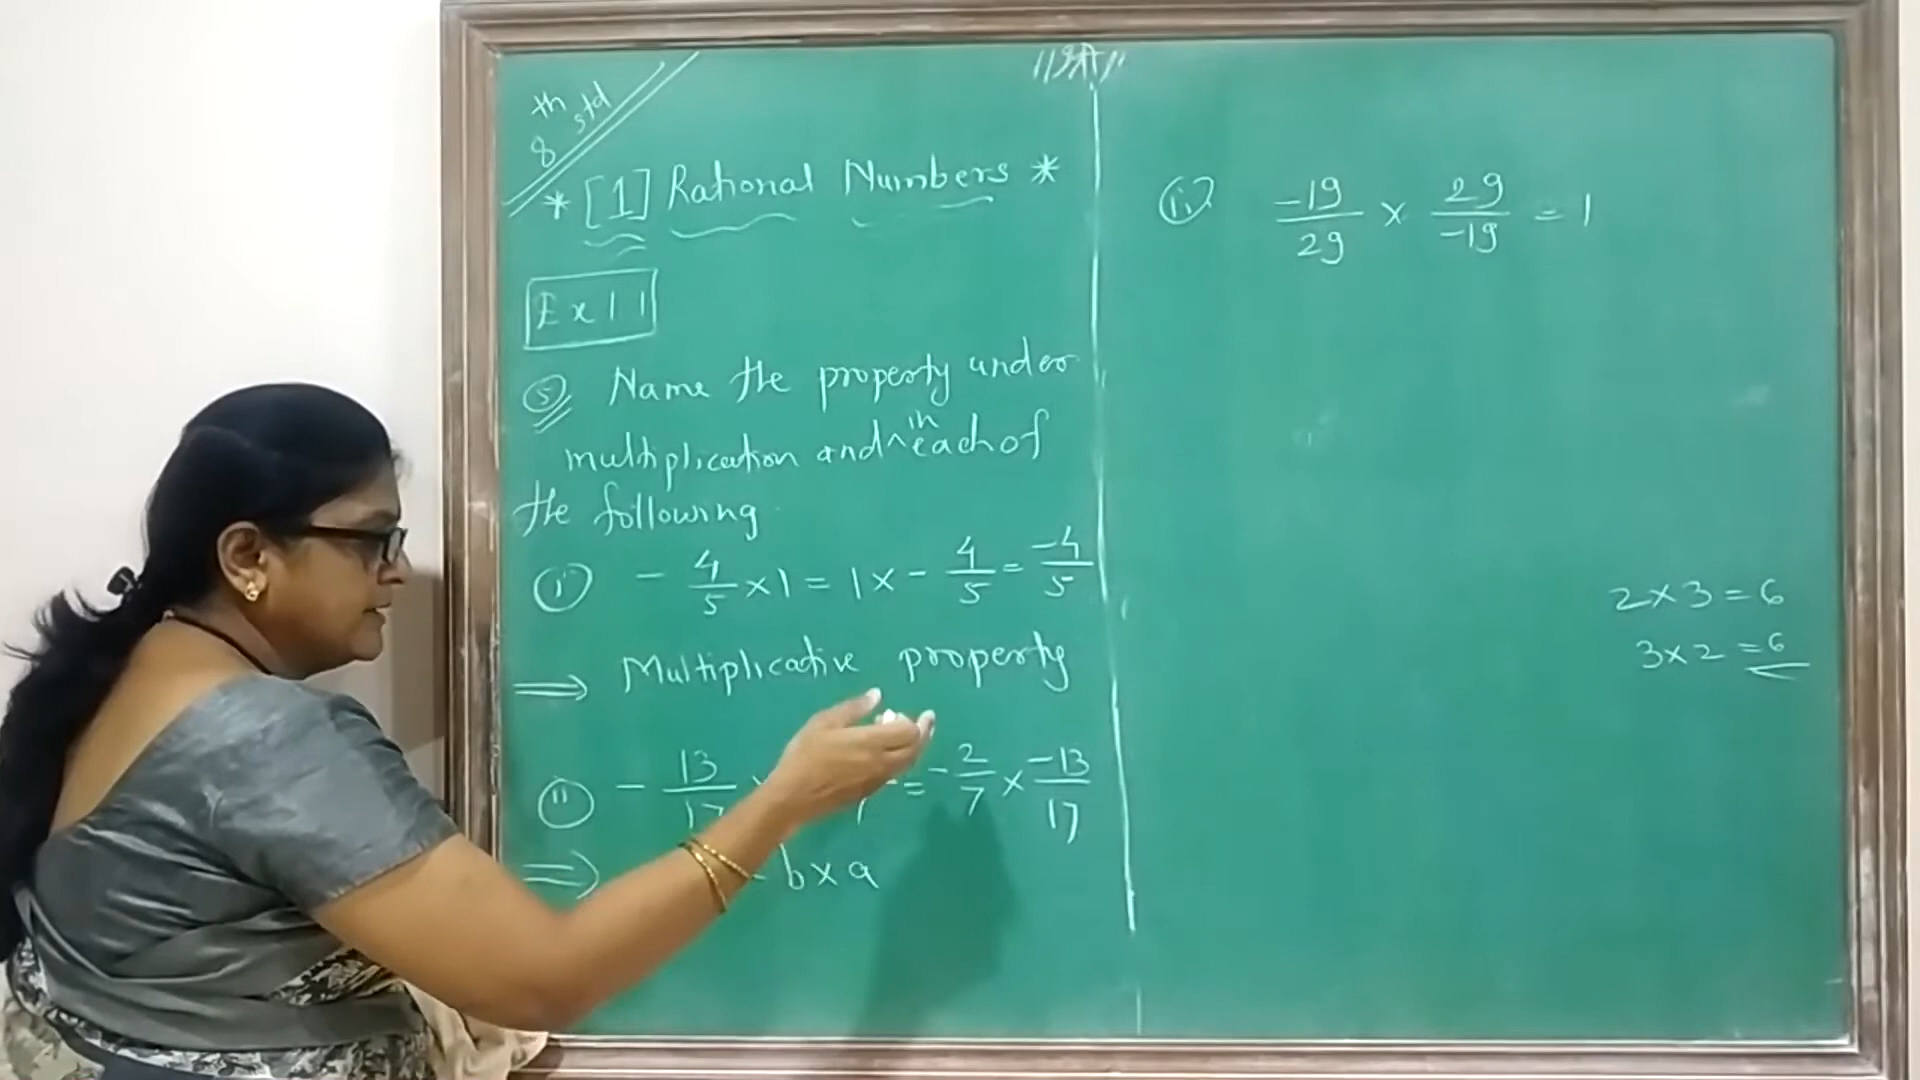 8th std
* [1] Rational Numbers *
Ex 1 1
(5) Name the property under
multiplication and ^in each of
the following.
(i) - 4/5 × 1 = 1 × - 4/5 = -4/5
⇒ Multiplicative property
(ii) - 13/17 = - 2/7 × -13/17
⇒ b × a
-19/29 × 29/-19 = 1
2 × 3 = 6
3 × 2 = 6